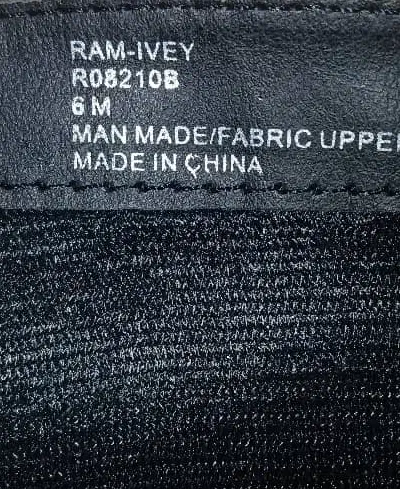 RAM-IVEY
R08210B
6 M
MAN MADE/FABRIC UPPER
MADE IN CHINA